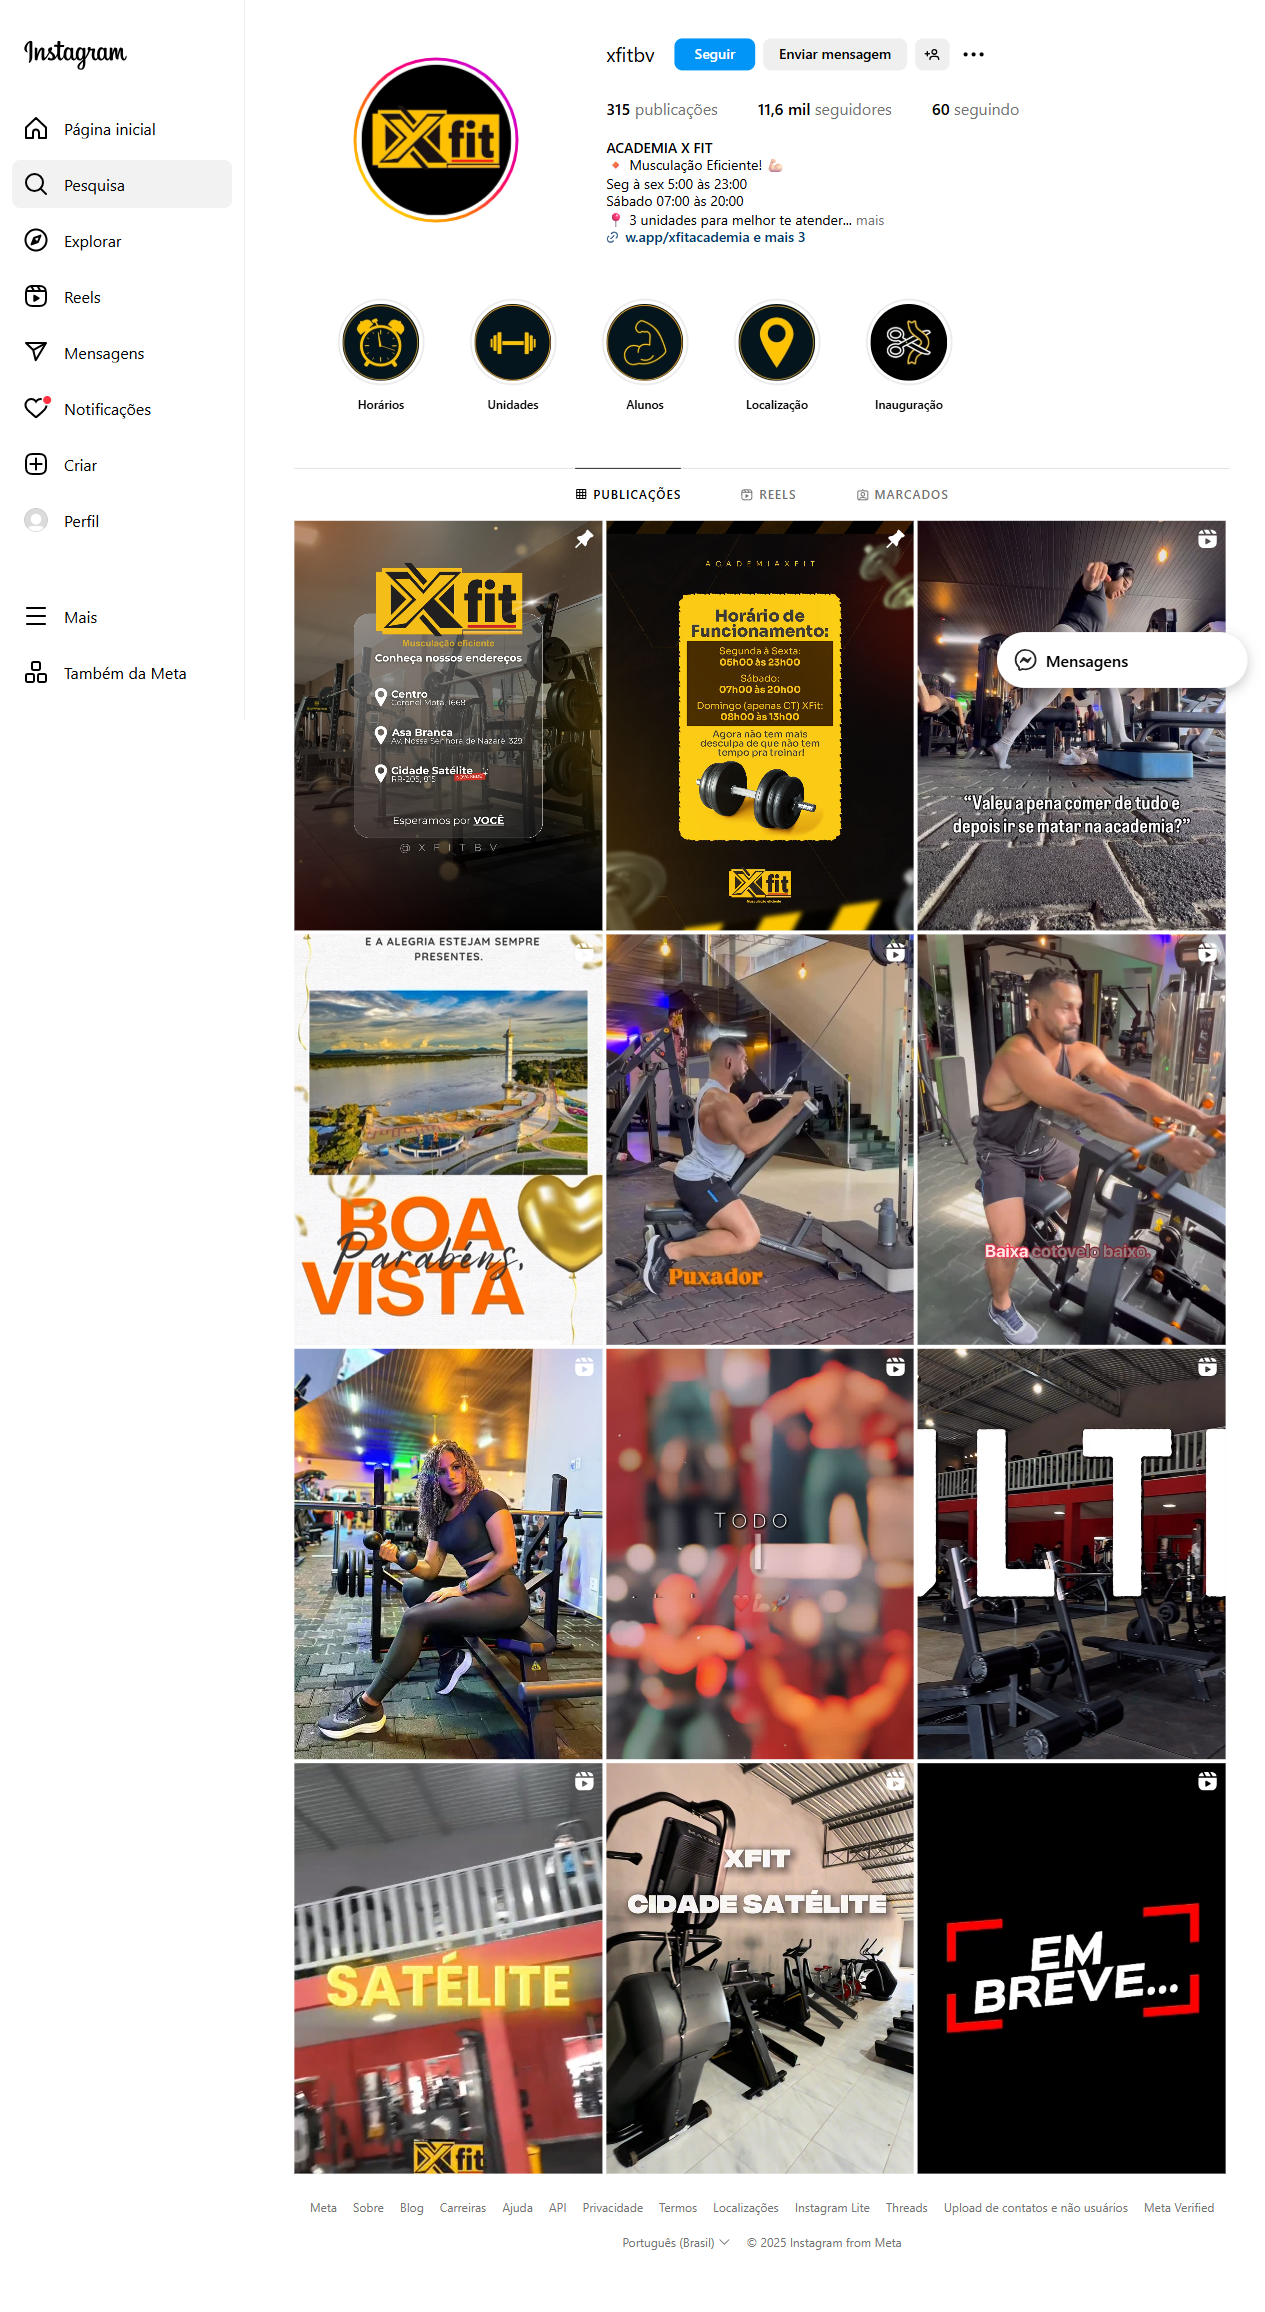 Instagram
Página inicial
Pesquisa
Explorar
Reels
Mensagens
Notificações
Criar
Perfil
Mais
Também da Meta
xfitbv
Seguir
Enviar mensagem
315 publicações
11,6 mil seguidores
60 seguindo
ACADEMIA X FIT
🔸 Musculação Eficiente! 💪🏻
Seg à sex 5:00 às 23:00
Sábado 07:00 às 20:00
📍 3 unidades para melhor te atender... mais
w.app/xfitacademia e mais 3
Xfit
Horários
Unidades
Alunos
Localização
Inauguração
PUBLICAÇÕES
REELS
MARCADOS
Xfit
Musculação eficiente
Conheça nossos endereços
Centro
Coronel Mota, 1668
Asa Branca
Av. Nossa Senhora de Nazaré 1329
Cidade Satélite
RR-205, 915
Esperamos por VOCÊ
@XFITBV
ACADEMIAXFIT
Horário de
Funcionamento:
Segunda à Sexta:
05h00 às 23h00
Sábado:
07h00 às 20h00
Domingo (apenas CT) XFit:
08h00 às 13h00
Agora não tem mais
desculpa de que não tem
tempo pra treinar!
Xfit
Musculação eficiente
Mensagens
“Valeu a pena comer de tudo e
depois ir se matar na academia?”
E A ALEGRIA ESTEJAM SEMPRE
PRESENTES.
BOA
Parabéns,
VISTA
Puxador
Baixa cotovelo baixo.
TODO
LT
SATÉLITE
Xfit
MATRIX
XFIT
CIDADE SATÉLITE
EM
BREVE...
Meta
Sobre
Blog
Carreiras
Ajuda
API
Privacidade
Termos
Localizações
Instagram Lite
Threads
Upload de contatos e não usuários
Meta Verified
Português (Brasil)
© 2025 Instagram from Meta